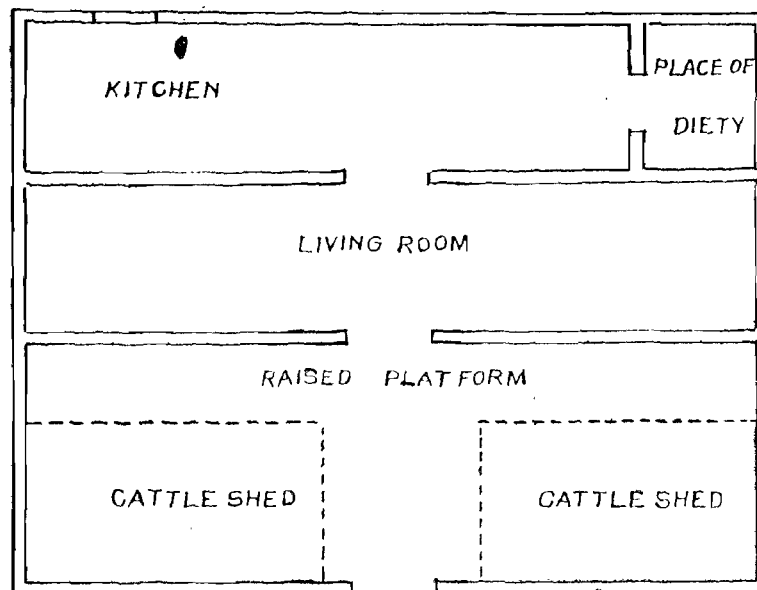 KITCHEN
PLACE OF
DIETY
LIVING ROOM
RAISED PLATFORM
CATTLE SHED
CATTLE SHED